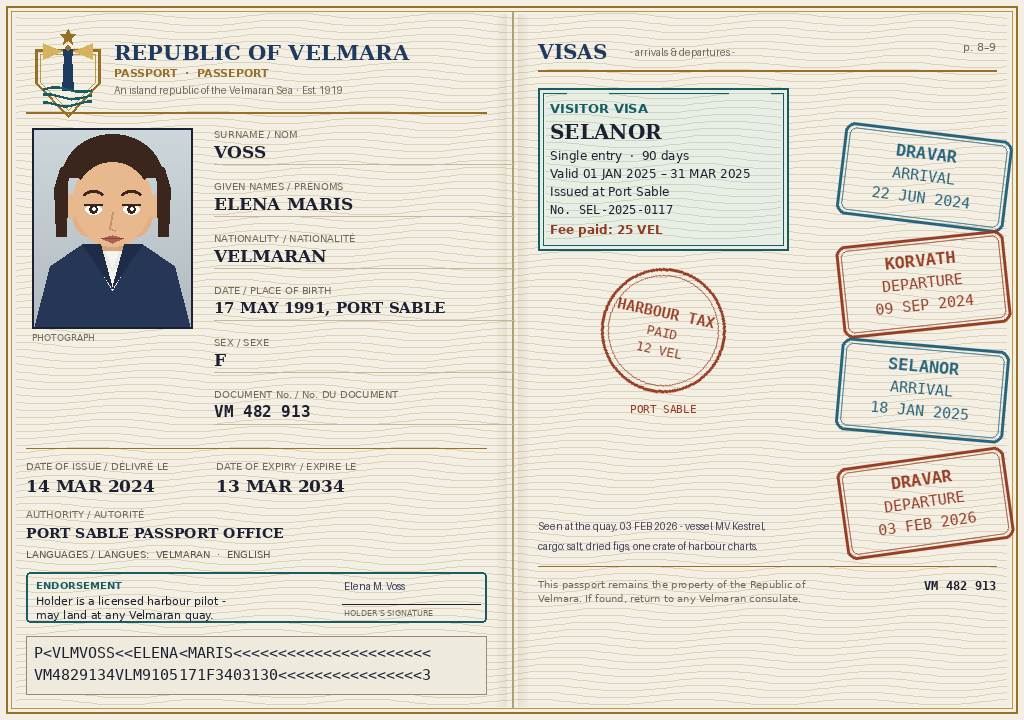 REPUBLIC OF VELMARA
PASSPORT · PASSEPORT
An island republic of the Velmaran Sea · Est 1919
SURNAME / NOM
VOSS
GIVEN NAMES / PRÉNOMS
ELENA MARIS
NATIONALITY / NATIONALITÉ
VELMARAN
DATE / PLACE OF BIRTH
17 MAY 1991, PORT SABLE
SEX / SEXE
F
DOCUMENT No. / No. DU DOCUMENT
VM 482 913
PHOTOGRAPH
DATE OF ISSUE / DÉLIVRÉ LE
14 MAR 2024
DATE OF EXPIRY / EXPIRE LE
13 MAR 2034
AUTHORITY / AUTORITÉ
PORT SABLE PASSPORT OFFICE
LANGUAGES / LANGUES: VELMARAN · ENGLISH
ENDORSEMENT
Holder is a licensed harbour pilot -
may land at any Velmaran quay.
Elena M. Voss
HOLDER'S SIGNATURE
P<VLMVOSS<<ELENA<MARIS<<<<<<<<<<<<<<<<<<<<<<
VM4829134VLM9105171F3403130<<<<<<<<<<<<<<<<3
VISAS
- arrivals & departures -
p. 8–9
VISITOR VISA
SELANOR
Single entry · 90 days
Valid 01 JAN 2025 – 31 MAR 2025
Issued at Port Sable
No. SEL-2025-0117
Fee paid: 25 VEL
HARBOUR TAX
PAID
12 VEL
PORT SABLE
DRAVAR
ARRIVAL
22 JUN 2024
KORVATH
DEPARTURE
09 SEP 2024
SELANOR
ARRIVAL
18 JAN 2025
DRAVAR
DEPARTURE
03 FEB 2026
Seen at the quay, 03 FEB 2026 - vessel MV Kestrel,
cargo: salt, dried figs, one crate of harbour charts.
This passport remains the property of the Republic of
Velmara. If found, return to any Velmaran consulate.
VM 482 913